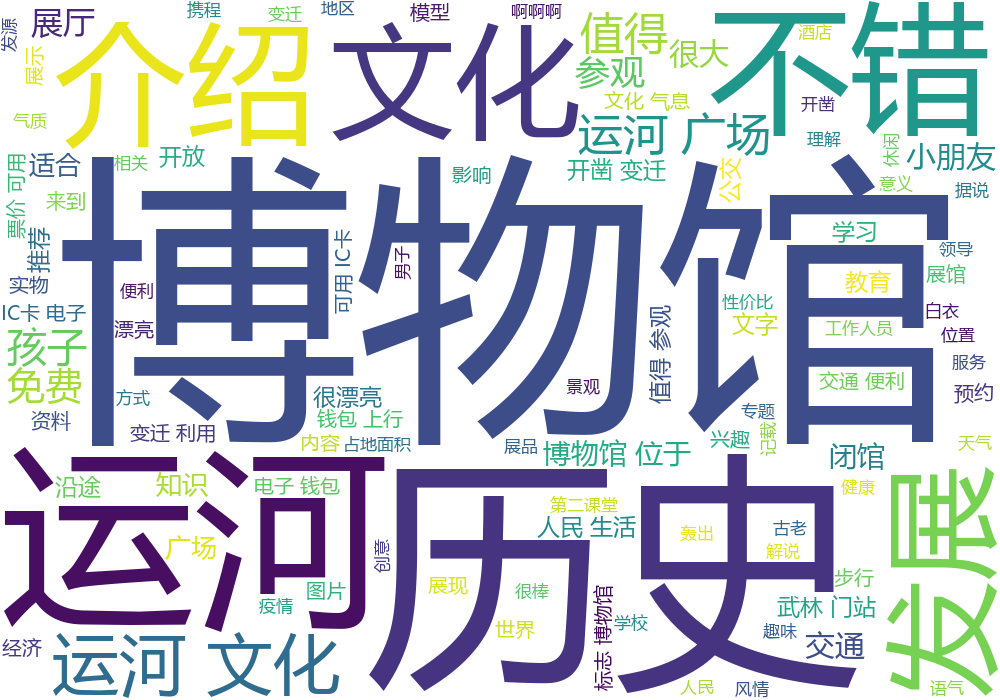 博物馆
历史
运河
文化
不错
介绍
发展
运河 文化
值得
参观
很大
展厅
携程
变迁
地区
模型
啊啊啊
酒店
发源
展示
气质
文化 气息
开凿
运河 广场
理解
休闲
小朋友
适合
相关
开放
影响
开凿 变迁
公交
意义
据说
票价 可用
来到
推荐
可用 IC卡
男子
学习
领导
实物
便利
IC卡 电子
漂亮
性价比
教育
展馆
白衣
文字
工作人员
位置
孩子
免费
值得 参观
很漂亮
景观
交通 便利
服务
预约
方式
钱包 上行
资料
变迁 利用
内容
占地面积
展品
博物馆 位于
专题
兴趣
记载
闭馆
天气
沿途
知识
电子 钱包
第二课堂
健康
人民 生活
轰出
古老
广场
创意
解说
疫情
图片
展现
很棒
标志 博物馆
步行
武林 门站
世界
学校
趣味
交通
经济
人民
风情
语气